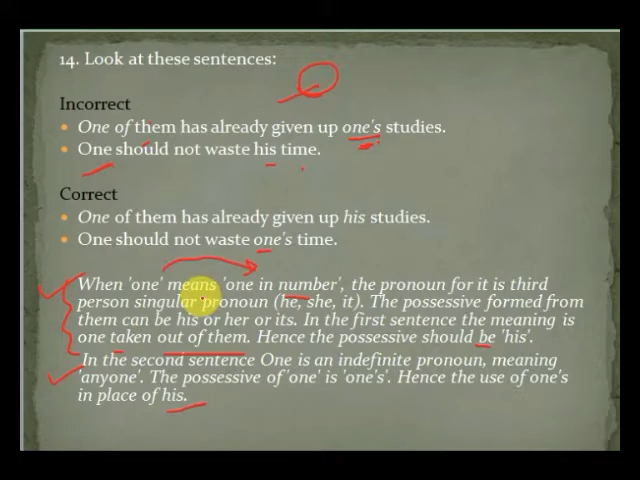 14. Look at these sentences:
Incorrect
• One of them has already given up one's studies.
• One should not waste his time.
Correct
• One of them has already given up his studies.
• One should not waste one's time.
When 'one' means 'one in number', the pronoun for it is third
person singular pronoun (he, she, it). The possessive formed from
them can be his or her or its. In the first sentence the meaning is
one taken out of them. Hence the possessive should be 'his'.
In the second sentence One is an indefinite pronoun, meaning
'anyone'. The possessive of 'one' is 'one's'. Hence the use of one's
in place of his.